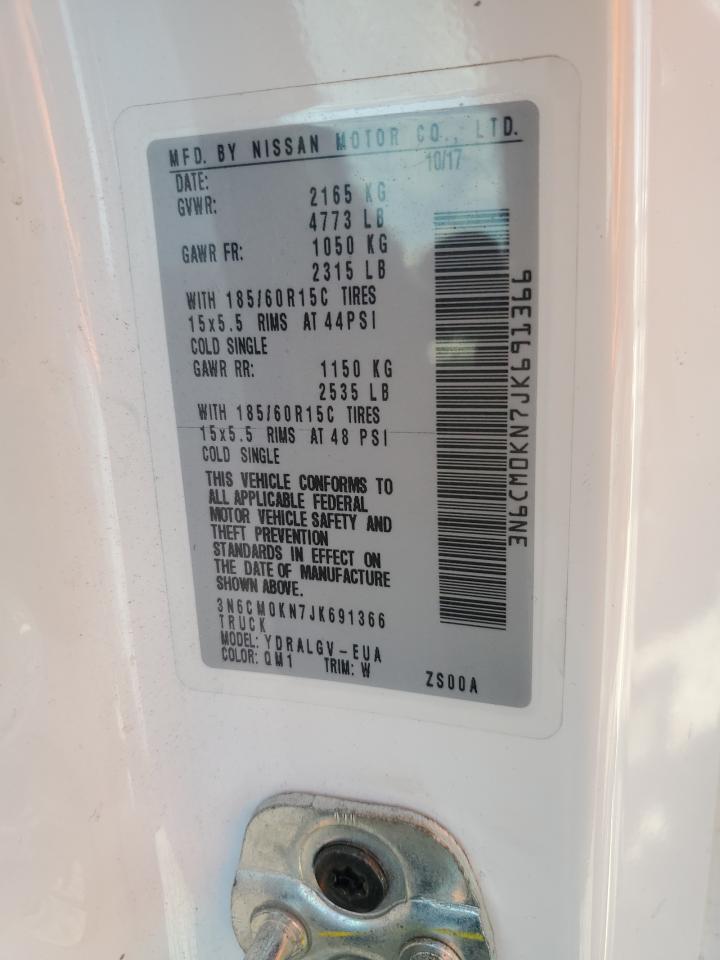 MFD. BY NISSAN MOTOR CO., LTD.
DATE: 10/17
GVWR: 2165 KG
4773 LB
GAWR FR: 1050 KG
2315 LB
WITH 185/60R15C TIRES
15x5.5 RIMS AT 44PSI
COLD SINGLE
GAWR RR: 1150 KG
2535 LB
WITH 185/60R15C TIRES
15x5.5 RIMS AT 48 PSI
COLD SINGLE
THIS VEHICLE CONFORMS TO
ALL APPLICABLE FEDERAL
MOTOR VEHICLE SAFETY AND
THEFT PREVENTION
STANDARDS IN EFFECT ON
THE DATE OF MANUFACTURE
SHOWN ABOVE.
3N6CM0KN7JK691366
TRUCK
MODEL: YDRALGV-EUA
COLOR: QM1 TRIM: W ZS00A
3N6CM0KN7JK691366